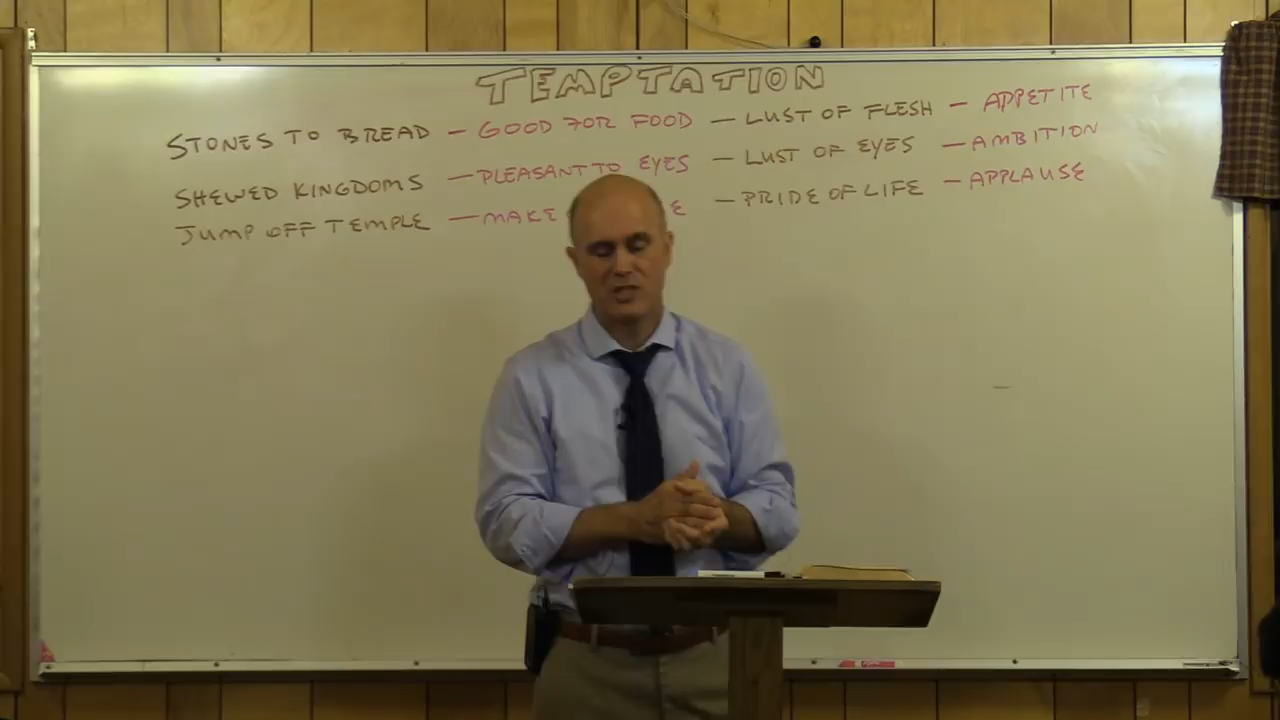 TEMPTATION
STONES TO BREAD - GOOD FOR FOOD - LUST OF FLESH - APPETITE
SHEWED KINGDOMS - PLEASANT TO EYES - LUST OF EYES - AMBITION
JUMP OFF TEMPLE - MAKE - PRIDE OF LIFE - APPLAUSE